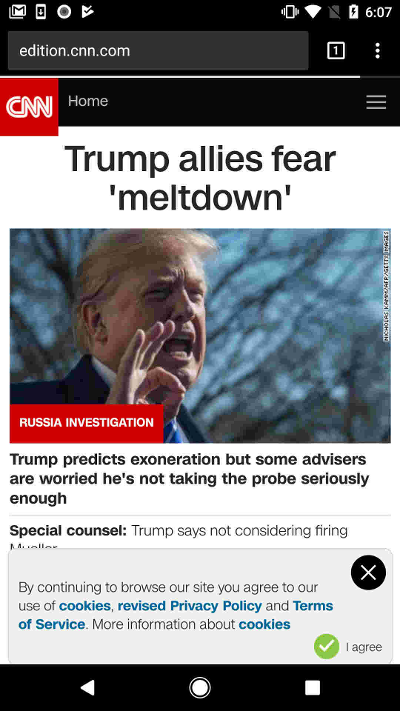 6:07
edition.cnn.com
1
CNN
Home
Trump allies fear
'meltdown'
NICHOLAS KAMM/AFP/GETTY IMAGES
RUSSIA INVESTIGATION
Trump predicts exoneration but some advisers
are worried he's not taking the probe seriously
enough
Special counsel: Trump says not considering firing
Mueller
By continuing to browse our site you agree to our
use of cookies, revised Privacy Policy and Terms
of Service. More information about cookies
I agree